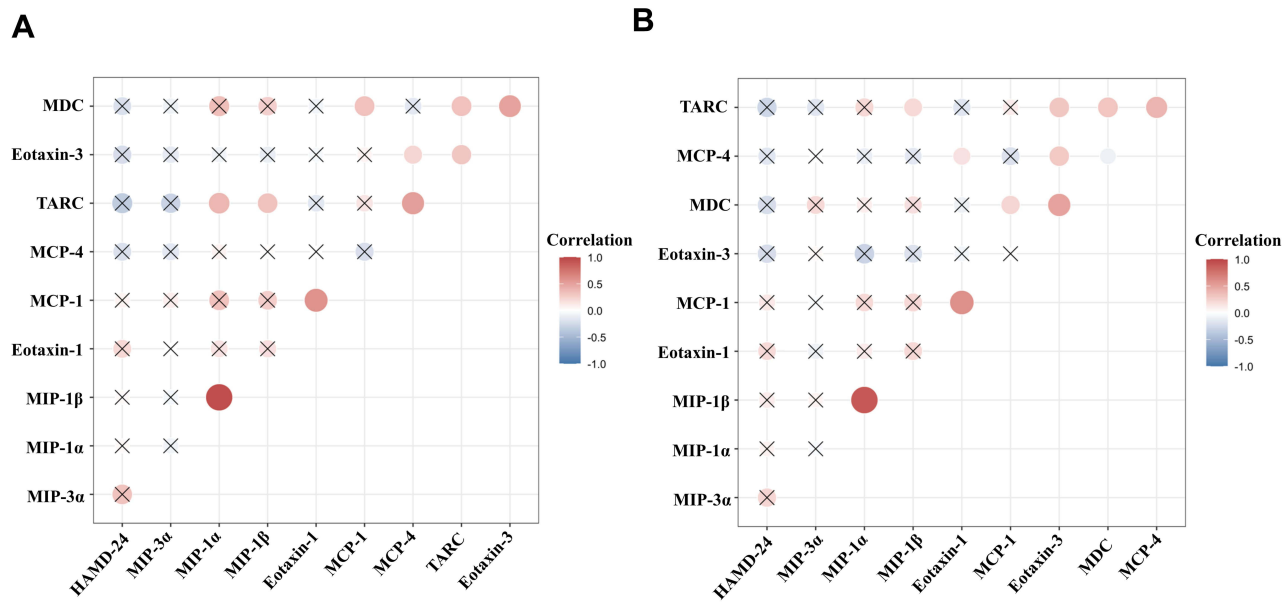 A
MDC
Eotaxin-3
TARC
MCP-4
MCP-1
Eotaxin-1
MIP-1β
MIP-1α
MIP-3α
HAMD-24
MIP-3α
MIP-1α
MIP-1β
Eotaxin-1
MCP-1
MCP-4
TARC
Eotaxin-3
Correlation
1.0
0.5
0.0
-0.5
-1.0
B
TARC
MCP-4
MDC
Eotaxin-3
MCP-1
Eotaxin-1
MIP-1β
MIP-1α
MIP-3α
HAMD-24
MIP-3α
MIP-1α
MIP-1β
Eotaxin-1
MCP-1
Eotaxin-3
MDC
MCP-4
Correlation
1.0
0.5
0.0
-0.5
-1.0